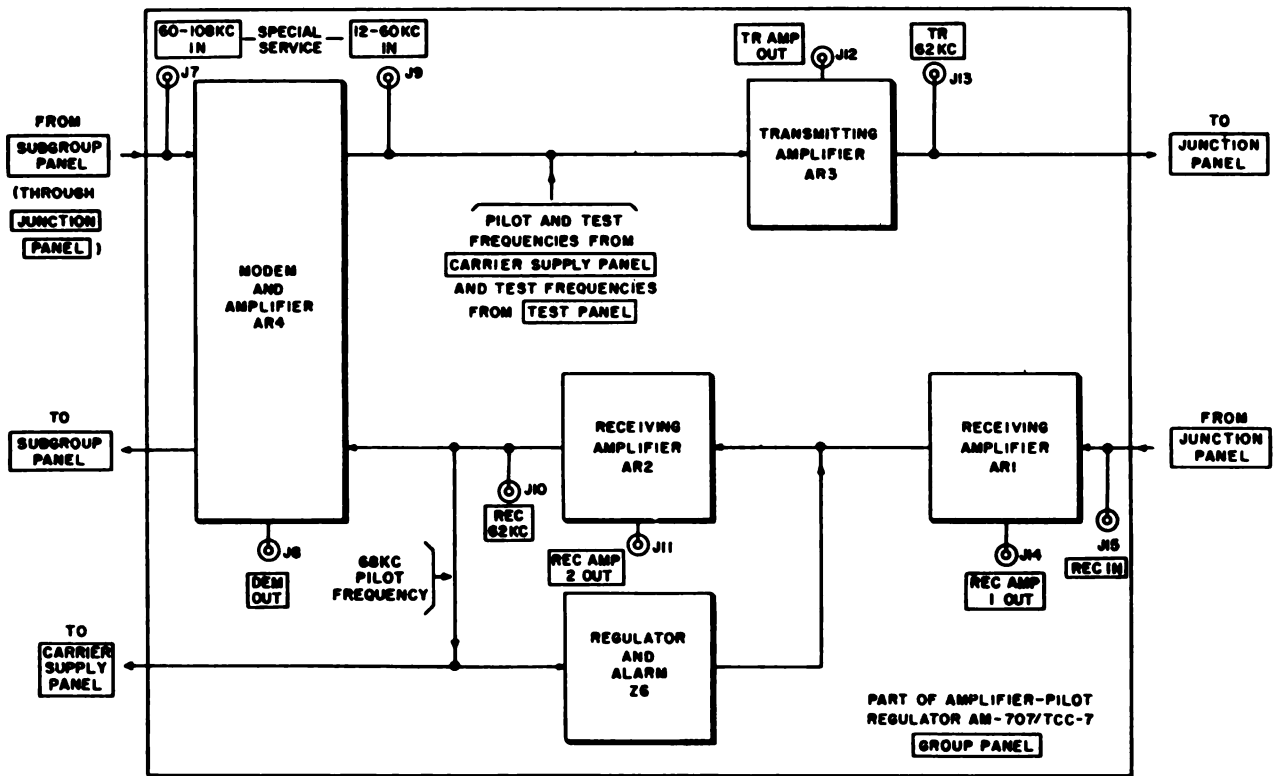 60-108KC
IN
SPECIAL
SERVICE
12-60KC
IN
J7
J9
TR AMP
OUT
J12
TR
62KC
J13
FROM
SUBGROUP
PANEL
(THROUGH
JUNCTION
PANEL)
MODEM
AND
AMPLIFIER
AR4
PILOT AND TEST
FREQUENCIES FROM
CARRIER SUPPLY PANEL
AND TEST FREQUENCIES
FROM TEST PANEL
TRANSMITTING
AMPLIFIER
AR3
TO
JUNCTION
PANEL
TO
SUBGROUP
PANEL
RECEIVING
AMPLIFIER
AR2
RECEIVING
AMPLIFIER
AR1
FROM
JUNCTION
PANEL
J8
DEM
OUT
J10
REC
62KC
J11
REC AMP
2 OUT
J14
REC AMP
1 OUT
J15
REC IN
68KC
PILOT
FREQUENCY
TO
CARRIER
SUPPLY
PANEL
REGULATOR
AND
ALARM
Z6
PART OF AMPLIFIER-PILOT
REGULATOR AM-707/TCC-7
GROUP PANEL